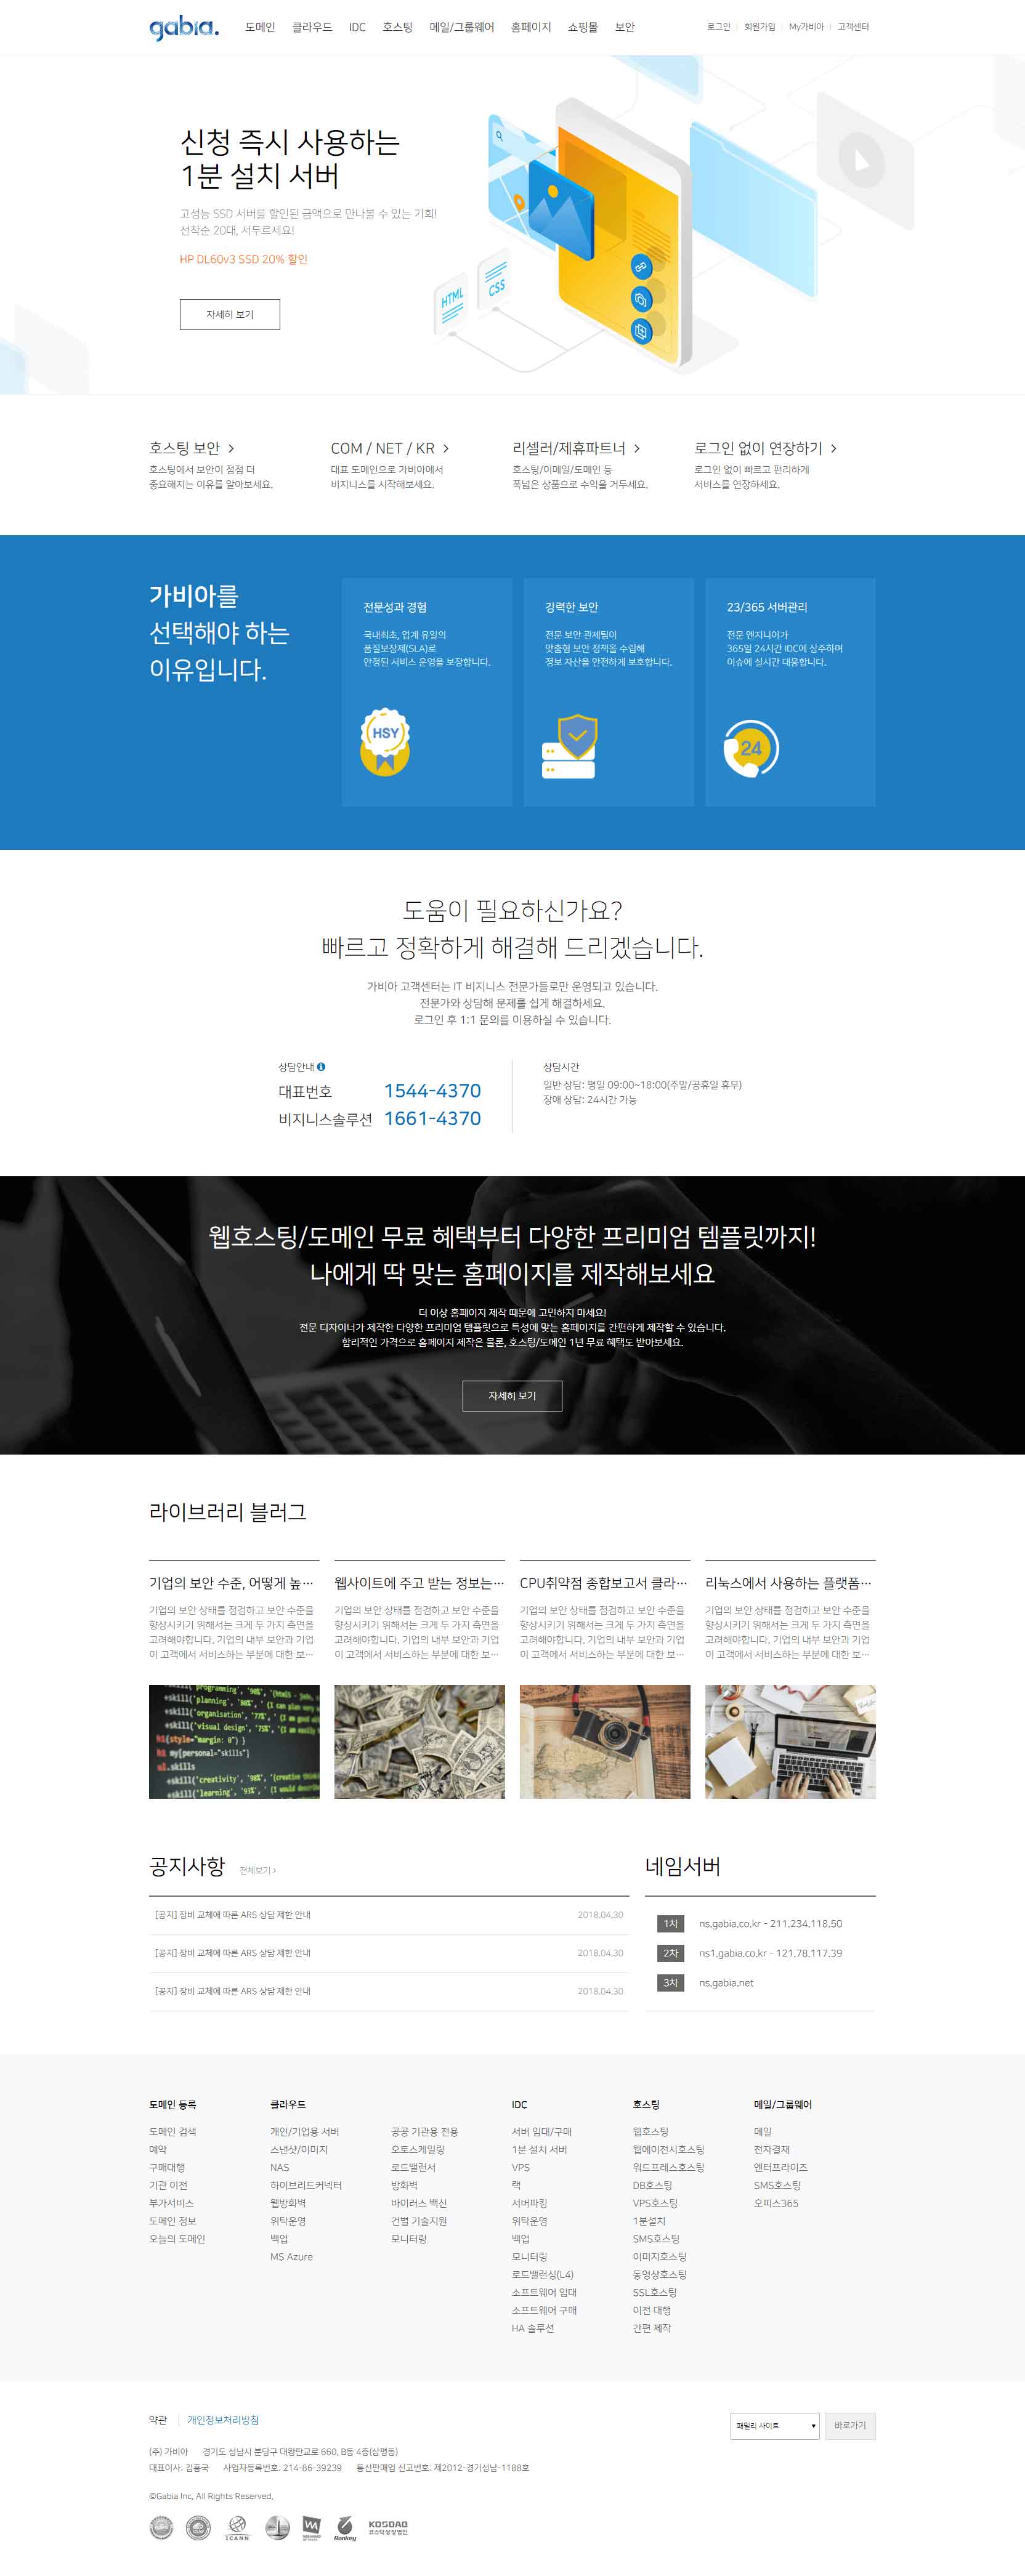 gabia.
도메인 클라우드 IDC 호스팅 메일/그룹웨어 홈페이지 쇼핑몰 보안
로그인 회원가입 My가비아 고객센터
신청 즉시 사용하는
1분 설치 서버
고성능 SSD 서버를 할인된 금액으로 만나볼 수 있는 기회!
선착순 20대, 서두르세요!
HP DL60v3 SSD 20% 할인
자세히 보기
HTML
CSS
호스팅 보안 >
호스팅에서 보안이 점점 더
중요해지는 이유를 알아보세요.
COM / NET / KR >
대표 도메인으로 가비아에서
비지니스를 시작해보세요.
리셀러/제휴파트너 >
호스팅/이메일/도메인 등
폭넓은 상품으로 수익을 거두세요.
로그인 없이 연장하기 >
로그인 없이 빠르고 편리하게
서비스를 연장하세요.
가비아를
선택해야 하는
이유입니다.
전문성과 경험
국내최초, 업계 유일의
품질보장제(SLA)로
안정된 서비스 운영을 보장합니다.
HSY
강력한 보안
전문 보안 관제팀이
맞춤형 보안 정책을 수립해
정보 자산을 안전하게 보호합니다.
23/365 서버관리
전문 엔지니어가
365일 24시간 IDC에 상주하며
이슈에 실시간 대응합니다.
24
도움이 필요하신가요?
빠르고 정확하게 해결해 드리겠습니다.
가비아 고객센터는 IT 비지니스 전문가들로만 운영되고 있습니다.
전문가와 상담해 문제를 쉽게 해결하세요.
로그인 후 1:1 문의를 이용하실 수 있습니다.
상담안내
대표번호 1544-4370
비지니스솔루션 1661-4370
상담시간
일반 상담: 평일 09:00~18:00(주말/공휴일 휴무)
장애 상담: 24시간 가능
웹호스팅/도메인 무료 혜택부터 다양한 프리미엄 템플릿까지!
나에게 딱 맞는 홈페이지를 제작해보세요
더 이상 홈페이지 제작 때문에 고민하지 마세요!
전문 디자이너가 제작한 다양한 프리미엄 템플릿으로 특성에 맞는 홈페이지를 간편하게 제작할 수 있습니다.
합리적인 가격으로 홈페이지 제작은 물론, 호스팅/도메인 1년 무료 혜택도 받아보세요.
자세히 보기
라이브러리 블러그
기업의 보안 수준, 어떻게 높…
기업의 보안 상태를 점검하고 보안 수준을
향상시키기 위해서는 크게 두 가지 측면을
고려해야합니다. 기업의 내부 보안과 기업
이 고객에서 서비스하는 부분에 대한 보…
웹사이트에 주고 받는 정보는…
기업의 보안 상태를 점검하고 보안 수준을
향상시키기 위해서는 크게 두 가지 측면을
고려해야합니다. 기업의 내부 보안과 기업
이 고객에서 서비스하는 부분에 대한 보…
CPU취약점 종합보고서 클라…
기업의 보안 상태를 점검하고 보안 수준을
향상시키기 위해서는 크게 두 가지 측면을
고려해야합니다. 기업의 내부 보안과 기업
이 고객에서 서비스하는 부분에 대한 보…
리눅스에서 사용하는 플랫폼…
기업의 보안 상태를 점검하고 보안 수준을
향상시키기 위해서는 크게 두 가지 측면을
고려해야합니다. 기업의 내부 보안과 기업
이 고객에서 서비스하는 부분에 대한 보…
공지사항 전체보기 >
[공지] 장비 교체에 따른 ARS 상담 제한 안내 2018.04.30
[공지] 장비 교체에 따른 ARS 상담 제한 안내 2018.04.30
[공지] 장비 교체에 따른 ARS 상담 제한 안내 2018.04.30
네임서버
1차 ns.gabia.co.kr - 211.234.118.50
2차 ns1.gabia.co.kr - 121.78.117.39
3차 ns.gabia.net
도메인 등록
도메인 검색
예약
구매대행
기관 이전
부가서비스
도메인 정보
오늘의 도메인
클라우드
개인/기업용 서버
스냅샷/이미지
NAS
하이브리드커넥터
웹방화벽
위탁운영
백업
MS Azure
공공 기관용 전용
오토스케일링
로드밸런서
방화벽
바이러스 백신
건별 기술지원
모니터링
IDC
서버 임대/구매
1분 설치 서버
VPS
랙
서버파킹
위탁운영
백업
모니터링
로드밸런싱(L4)
소프트웨어 임대
소프트웨어 구매
HA 솔루션
호스팅
웹호스팅
웹에이전시호스팅
워드프레스호스팅
DB호스팅
VPS호스팅
1분설치
SMS호스팅
이미지호스팅
동영상호스팅
SSL호스팅
이전 대행
간편 제작
메일/그룹웨어
메일
전자결재
엔터프라이즈
SMS호스팅
오피스365
약관 개인정보처리방침
패밀리 사이트 바로가기
(주) 가비아 경기도 성남시 분당구 대왕판교로 660, B동 4층(삼평동)
대표이사: 김홍국 사업자등록번호: 214-86-39239 통신판매업 신고번호: 제2012-경기성남-1188호
©Gabia Inc. All Rights Reserved.
ICANN
Hankey
KOSDAQ
코스닥상장법인